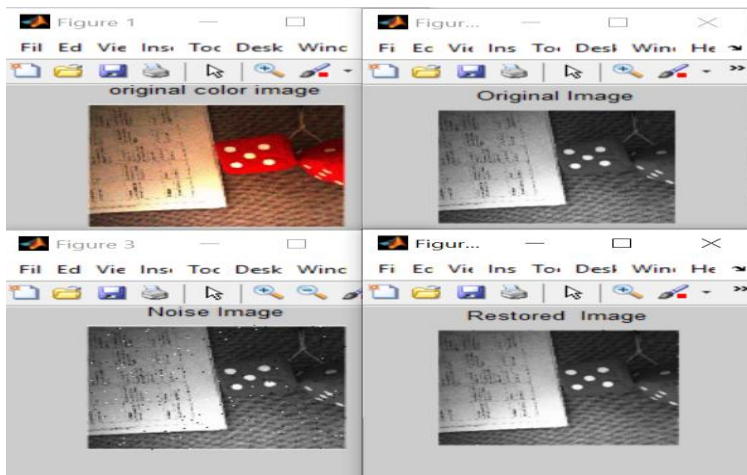 Figure 1
Fil Ed Vie Ins Toc Desk Winc
original color image
Figur...
Fi Ec Vie Ins To Desl Win He
Original Image
Figure 3
Fil Ed Vie Ins Toc Desk Winc
Noise Image
Figur...
Fi Ec Vie Ins To Desl Win He
Restored Image